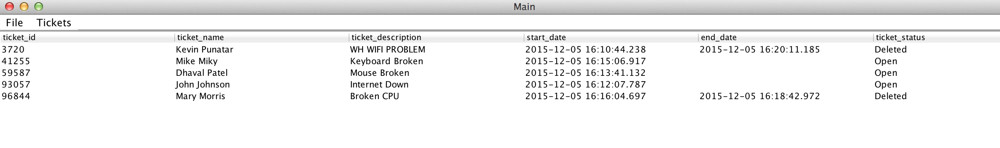 Main
File Tickets
ticket_id ticket_name ticket_description start_date end_date ticket_status
3720 Kevin Punatar WH WIFI PROBLEM 2015-12-05 16:10:44.238 2015-12-05 16:20:11.185 Deleted
41255 Mike Miky Keyboard Broken 2015-12-05 16:15:06.917 Open
59587 Dhaval Patel Mouse Broken 2015-12-05 16:13:41.132 Open
93057 John Johnson Internet Down 2015-12-05 16:12:07.787 Open
96844 Mary Morris Broken CPU 2015-12-05 16:16:04.697 2015-12-05 16:18:42.972 Deleted